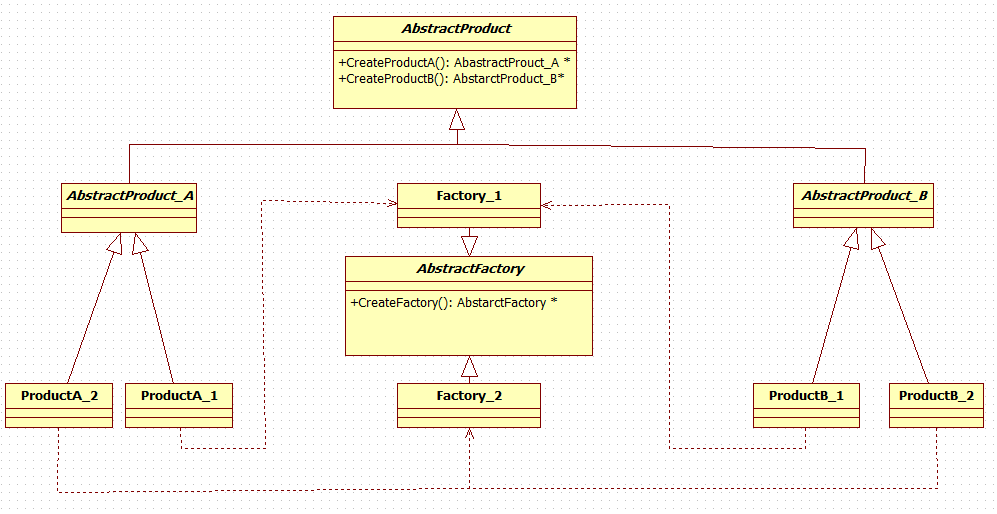 AbstractProduct
+CreateProductA(): AbastractProuct_A *
+CreateProductB(): AbstarctProduct_B*
AbstractProduct_A
Factory_1
AbstractProduct_B
AbstractFactory
+CreateFactory(): AbstarctFactory *
ProductA_2
ProductA_1
Factory_2
ProductB_1
ProductB_2